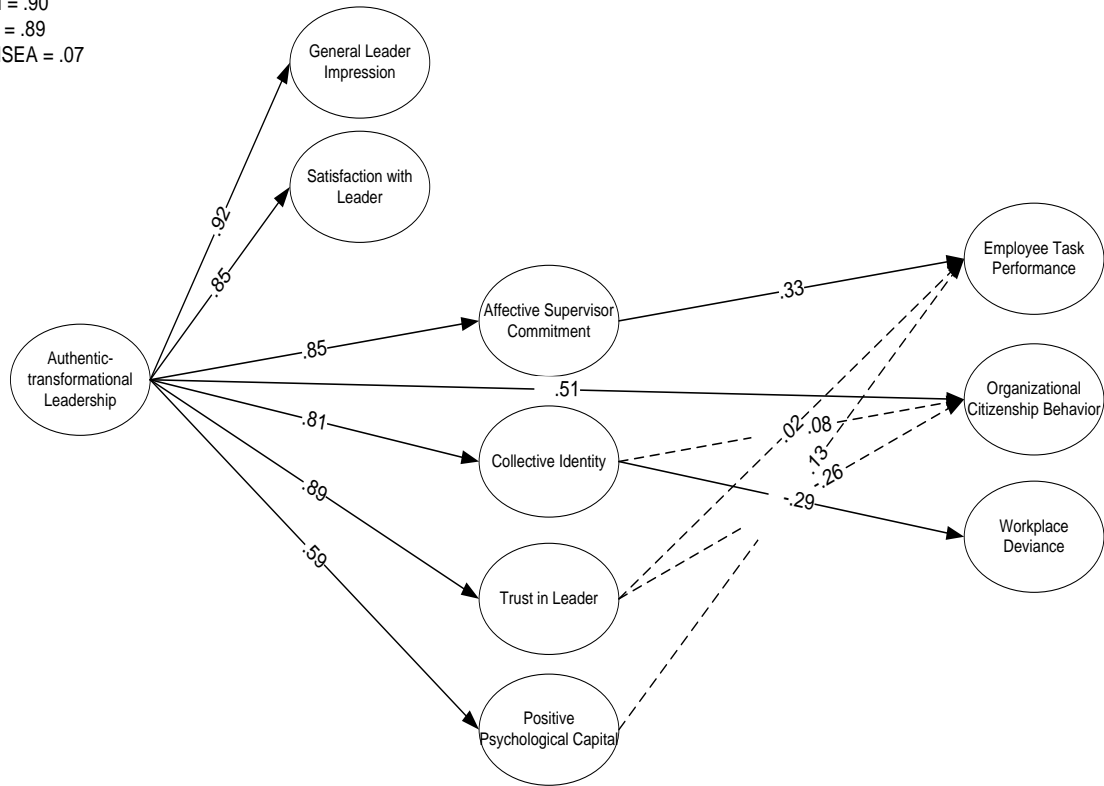 = .90
= .89
= .07
General Leader
Impression
Satisfaction with
Leader
.92
.85
Affective Supervisor
Commitment
.33
Employee Task
Performance
Authentic-
transformational
Leadership
.85
.51
Organizational
Citizenship Behavior
.81
Collective Identity
.02
.08
.13
-.26
-.29
.89
Workplace
Deviance
.59
Trust in Leader
Positive
Psychological Capital